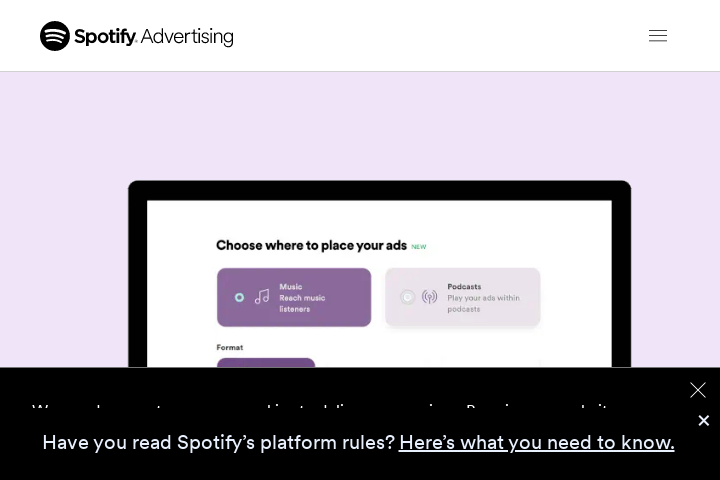 Spotify Advertising
Choose where to place your ads NEW
Music
Reach music
listeners
Podcasts
Play your ads within
podcasts
Format
Have you read Spotify's platform rules? Here's what you need to know.